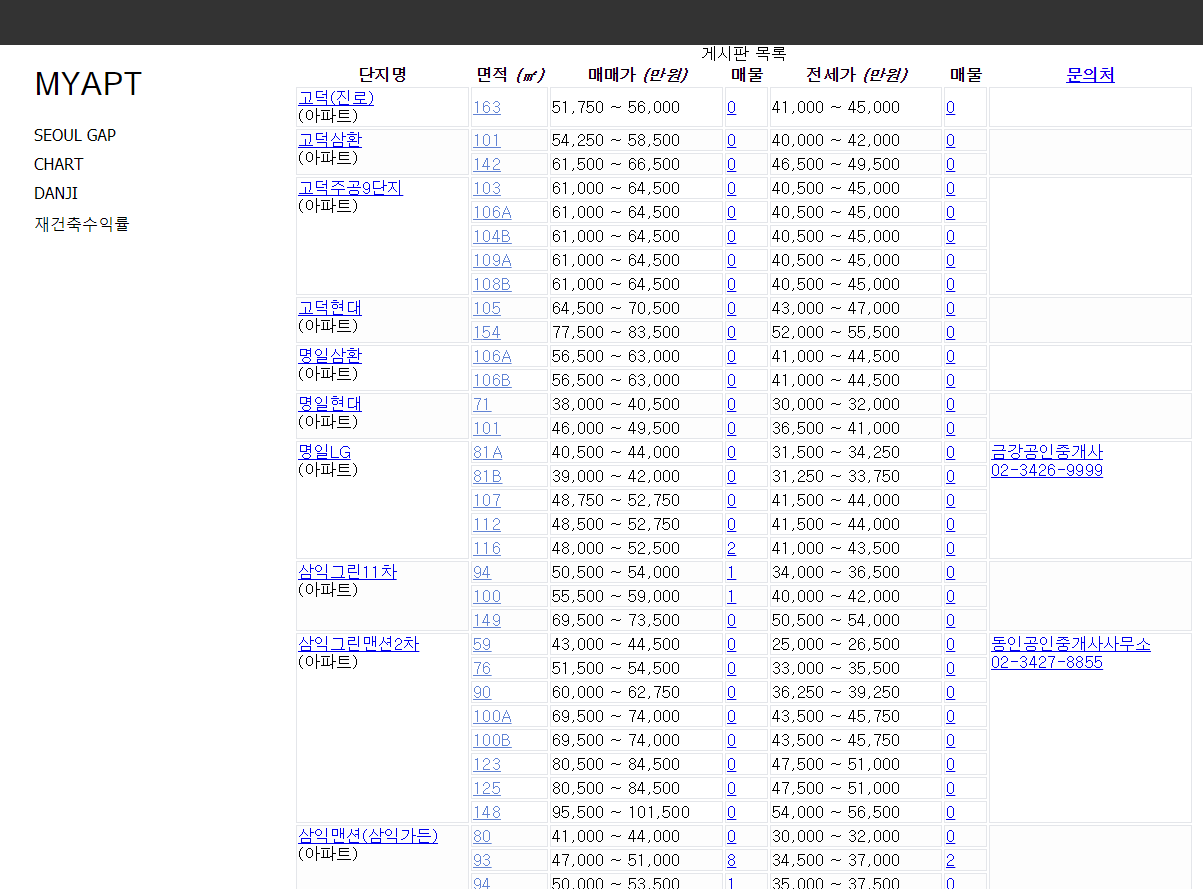 게시판 목록
MYAPT
SEOUL GAP
CHART
DANJI
재건축수익률
단지명 면적 (㎡) 매매가 (만원) 매물 전세가 (만원) 매물 문의처
고덕(진로) 163 51,750 ~ 56,000 0 41,000 ~ 45,000 0
(아파트)
고덕삼환 101 54,250 ~ 58,500 0 40,000 ~ 42,000 0
(아파트) 142 61,500 ~ 66,500 0 46,500 ~ 49,500 0
고덕주공9단지 103 61,000 ~ 64,500 0 40,500 ~ 45,000 0
(아파트) 106A 61,000 ~ 64,500 0 40,500 ~ 45,000 0
104B 61,000 ~ 64,500 0 40,500 ~ 45,000 0
109A 61,000 ~ 64,500 0 40,500 ~ 45,000 0
108B 61,000 ~ 64,500 0 40,500 ~ 45,000 0
고덕현대 105 64,500 ~ 70,500 0 43,000 ~ 47,000 0
(아파트) 154 77,500 ~ 83,500 0 52,000 ~ 55,500 0
명일삼환 106A 56,500 ~ 63,000 0 41,000 ~ 44,500 0
(아파트) 106B 56,500 ~ 63,000 0 41,000 ~ 44,500 0
명일현대 71 38,000 ~ 40,500 0 30,000 ~ 32,000 0
(아파트) 101 46,000 ~ 49,500 0 36,500 ~ 41,000 0
명일LG 81A 40,500 ~ 44,000 0 31,500 ~ 34,250 0 금강공인중개사
(아파트) 81B 39,000 ~ 42,000 0 31,250 ~ 33,750 0 02-3426-9999
107 48,750 ~ 52,750 0 41,500 ~ 44,000 0
112 48,500 ~ 52,750 0 41,500 ~ 44,000 0
116 48,000 ~ 52,500 2 41,000 ~ 43,500 0
삼익그린11차 94 50,500 ~ 54,000 1 34,000 ~ 36,500 0
(아파트) 100 55,500 ~ 59,000 1 40,000 ~ 42,000 0
149 69,500 ~ 73,500 0 50,500 ~ 54,000 0
삼익그린맨션2차 59 43,000 ~ 44,500 0 25,000 ~ 26,500 0 동인공인중개사사무소
(아파트) 76 51,500 ~ 54,500 0 33,000 ~ 35,500 0 02-3427-8855
90 60,000 ~ 62,750 0 36,250 ~ 39,250 0
100A 69,500 ~ 74,000 0 43,500 ~ 45,750 0
100B 69,500 ~ 74,000 0 43,500 ~ 45,750 0
123 80,500 ~ 84,500 0 47,500 ~ 51,000 0
125 80,500 ~ 84,500 0 47,500 ~ 51,000 0
148 95,500 ~ 101,500 0 54,000 ~ 56,500 0
삼익맨션(삼익가든) 80 41,000 ~ 44,000 0 30,000 ~ 32,000 0
(아파트) 93 47,000 ~ 51,000 8 34,500 ~ 37,000 2
94 50,000 ~ 53,500 1 35,000 ~ 37,500 0